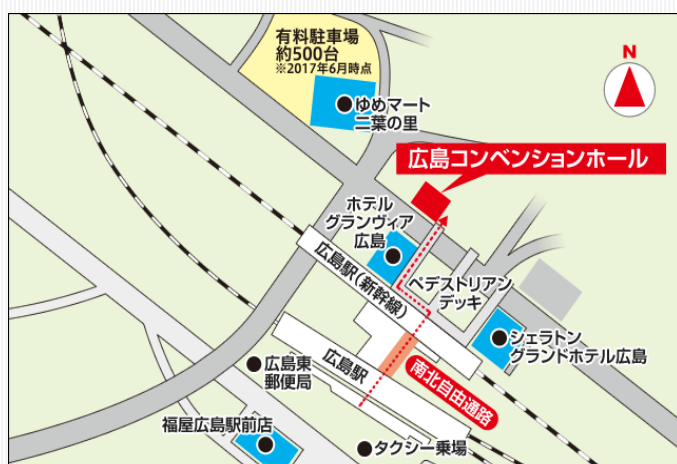 有料駐車場
約500台
※2017年6月時点
N
ゆめマート
二葉の里
広島コンベンションホール
ホテル
グランヴィア
広島
広島駅(新幹線)
ペデストリアン
デッキ
シェラトン
グランドホテル広島
広島駅
南北自由通路
広島東
郵便局
福屋広島駅前店
タクシー乗場